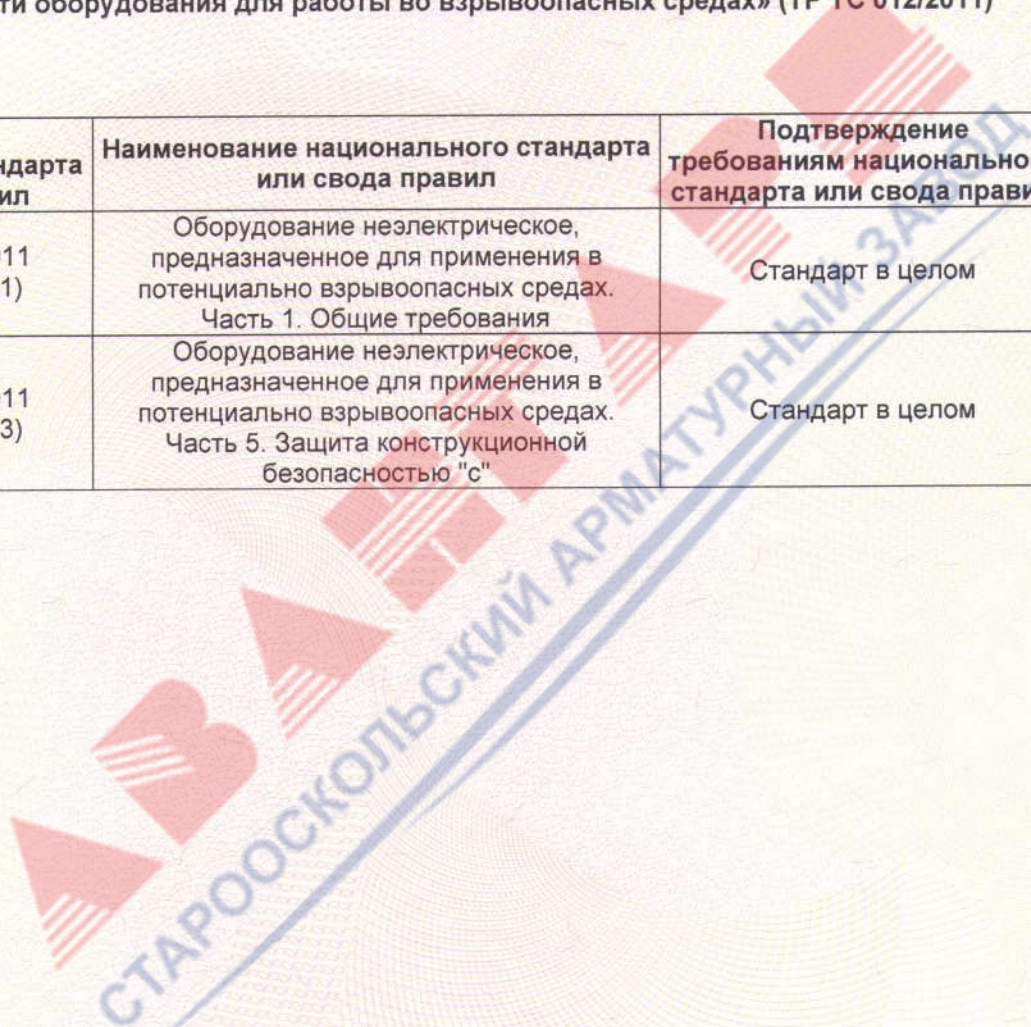 ти оборудования для работы во взрывоопасных средах» (ТР ТС 012/2011)
ндарта
ил
Наименование национального стандарта
или свода правил
Подтверждение
требованиям национально
стандарта или свода прави
11
1)
Оборудование неэлектрическое,
предназначенное для применения в
потенциально взрывоопасных средах.
Часть 1. Общие требования
Стандарт в целом
11
3)
Оборудование неэлектрическое,
предназначенное для применения в
потенциально взрывоопасных средах.
Часть 5. Защита конструкционной
безопасностью "с"
Стандарт в целом
АВАНГАРД
СТАРООСКОЛЬСКИЙ АРМАТУРНЫЙ ЗАВОД